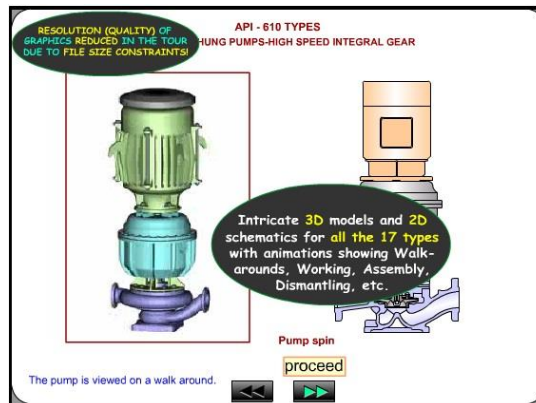 RESOLUTION (QUALITY) OF
GRAPHICS REDUCED IN THE TOUR
DUE TO FILE SIZE CONSTRAINTS!
API - 610 TYPES
HUNG PUMPS-HIGH SPEED INTEGRAL GEAR
Intricate 3D models and 2D
schematics for all the 17 types
with animations showing Walk-
arounds, Working, Assembly,
Dismantling, etc.
Pump spin
proceed
The pump is viewed on a walk around.